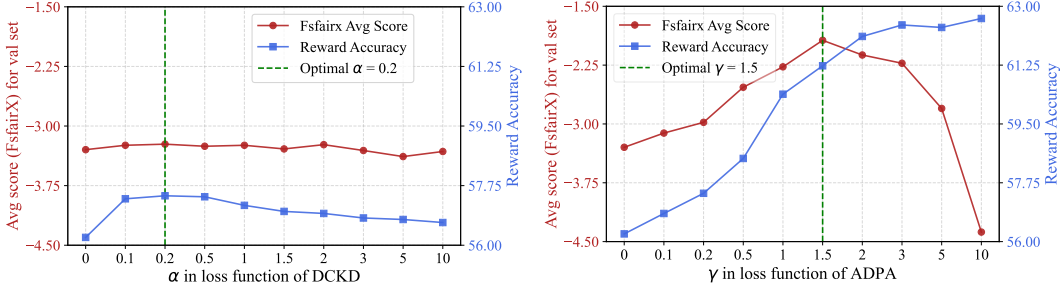 Avg score (FsfairX) for val set
−1.50
−2.25
−3.00
−3.75
−4.50
Fsfairx Avg Score
Reward Accuracy
Optimal α = 0.2
63.00
61.25
59.50
57.75
56.00
Reward Accuracy
0 0.1 0.2 0.5 1 1.5 2 3 5 10
α in loss function of DCKD
Avg score (FsfairX) for val set
−1.50
−2.25
−3.00
−3.75
−4.50
Fsfairx Avg Score
Reward Accuracy
Optimal γ = 1.5
63.00
61.25
59.50
57.75
56.00
Reward Accuracy
0 0.1 0.2 0.5 1 1.5 2 3 5 10
γ in loss function of ADPA